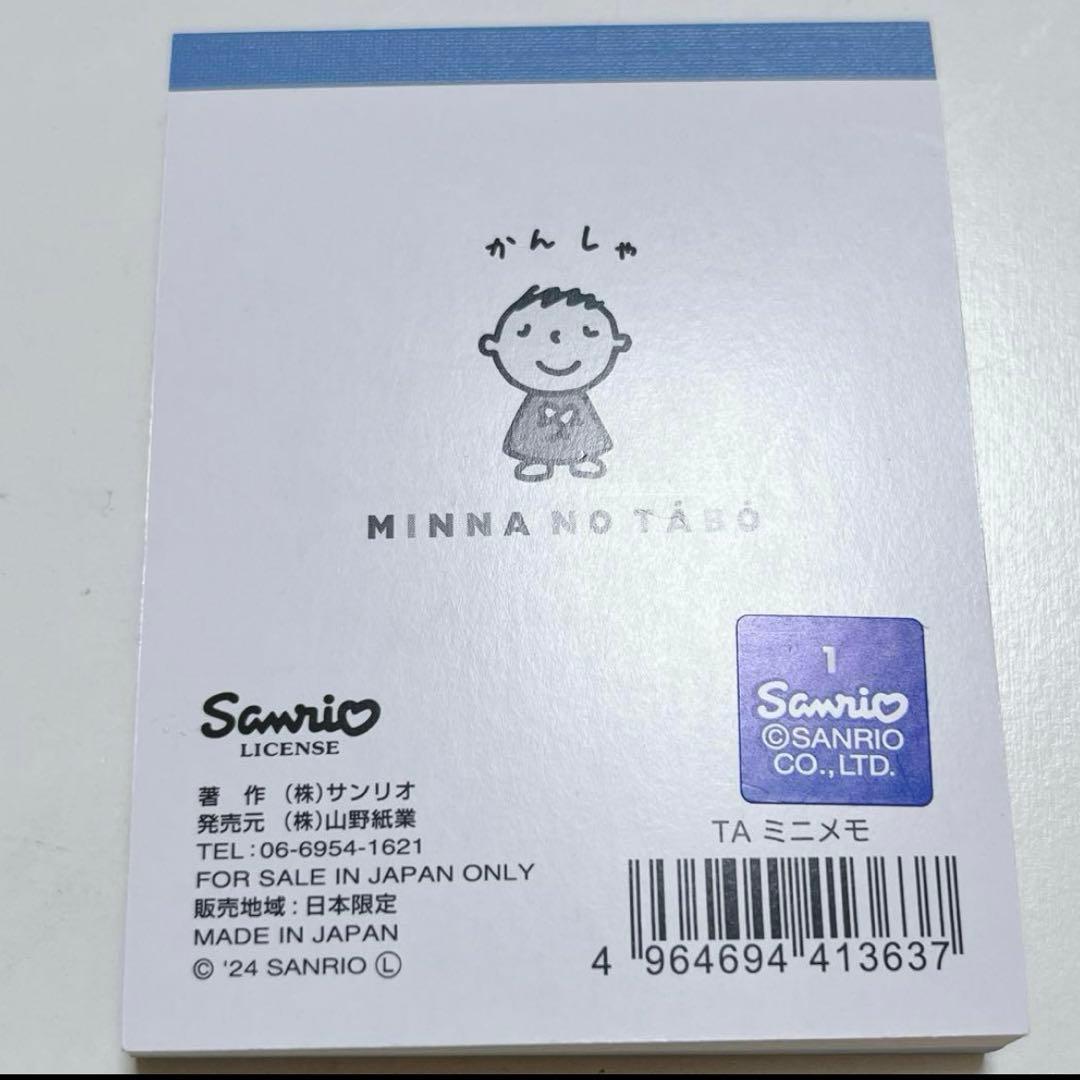 かんしゃ
MINNA NO TÁBÓ
Sanrio
LICENSE
著 作 (株)サンリオ
発売元 (株)山野紙業
TEL:06-6954-1621
FOR SALE IN JAPAN ONLY
販売地域:日本限定
MADE IN JAPAN
© '24 SANRIO Ⓛ
1
Sanrio
©SANRIO
CO.,LTD.
TA ミニメモ
4 964694 413637